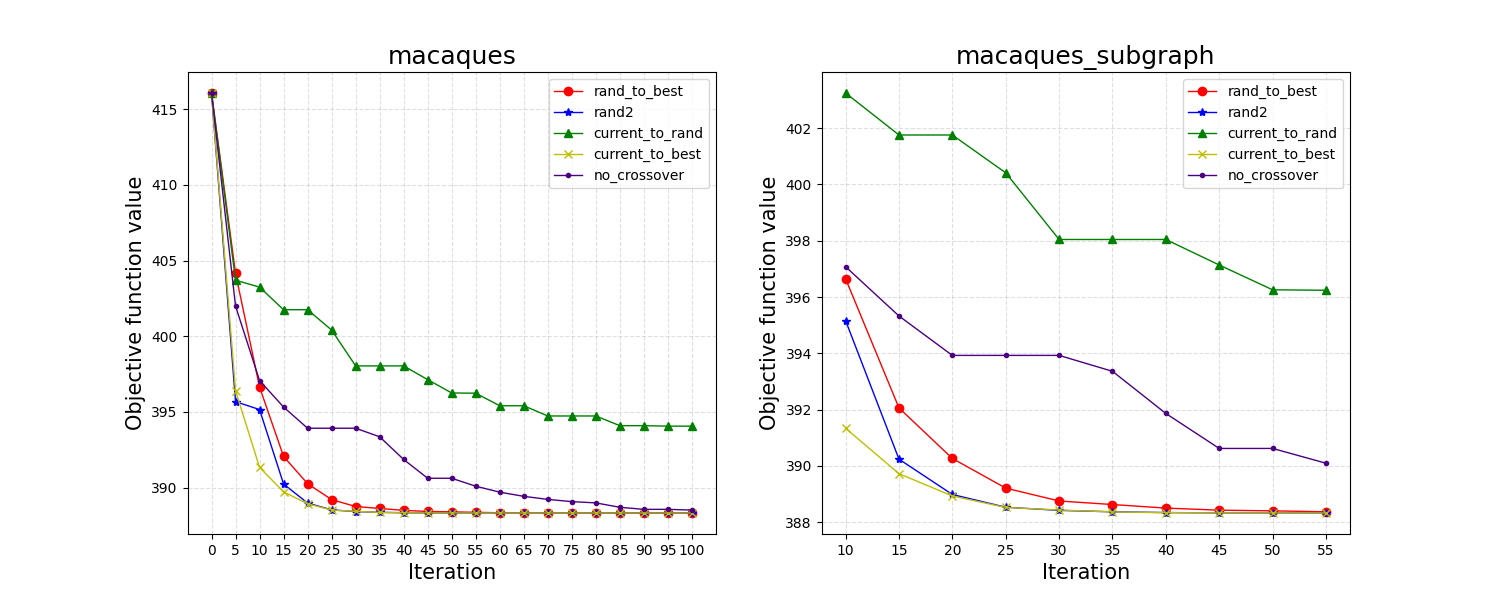 macaques
Objective function value
415
410
405
400
395
390
0 5 10 15 20 25 30 35 40 45 50 55 60 65 70 75 80 85 90 95 100
Iteration
rand_to_best
rand2
current_to_rand
current_to_best
no_crossover
macaques_subgraph
Objective function value
402
400
398
396
394
392
390
388
10 15 20 25 30 35 40 45 50 55
Iteration
rand_to_best
rand2
current_to_rand
current_to_best
no_crossover